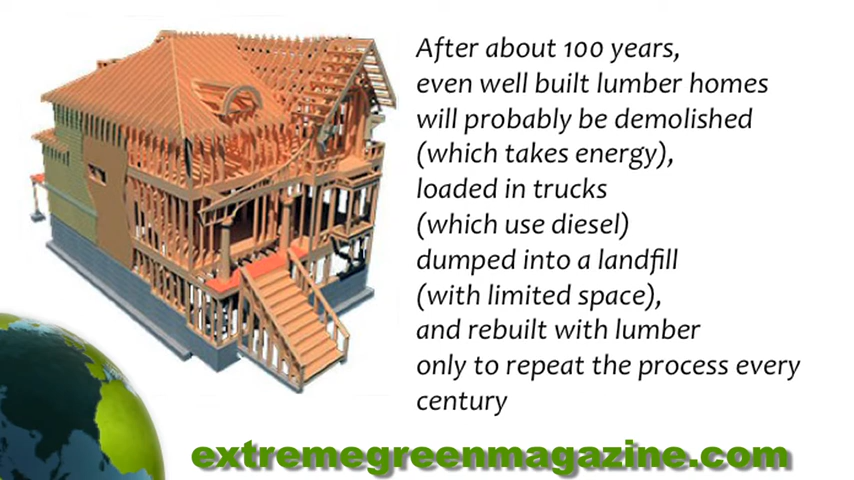 After about 100 years,
even well built lumber homes
will probably be demolished
(which takes energy),
loaded in trucks
(which use diesel)
dumped into a landfill
(with limited space),
and rebuilt with lumber
only to repeat the process every
century
extremegreenmagazine.com